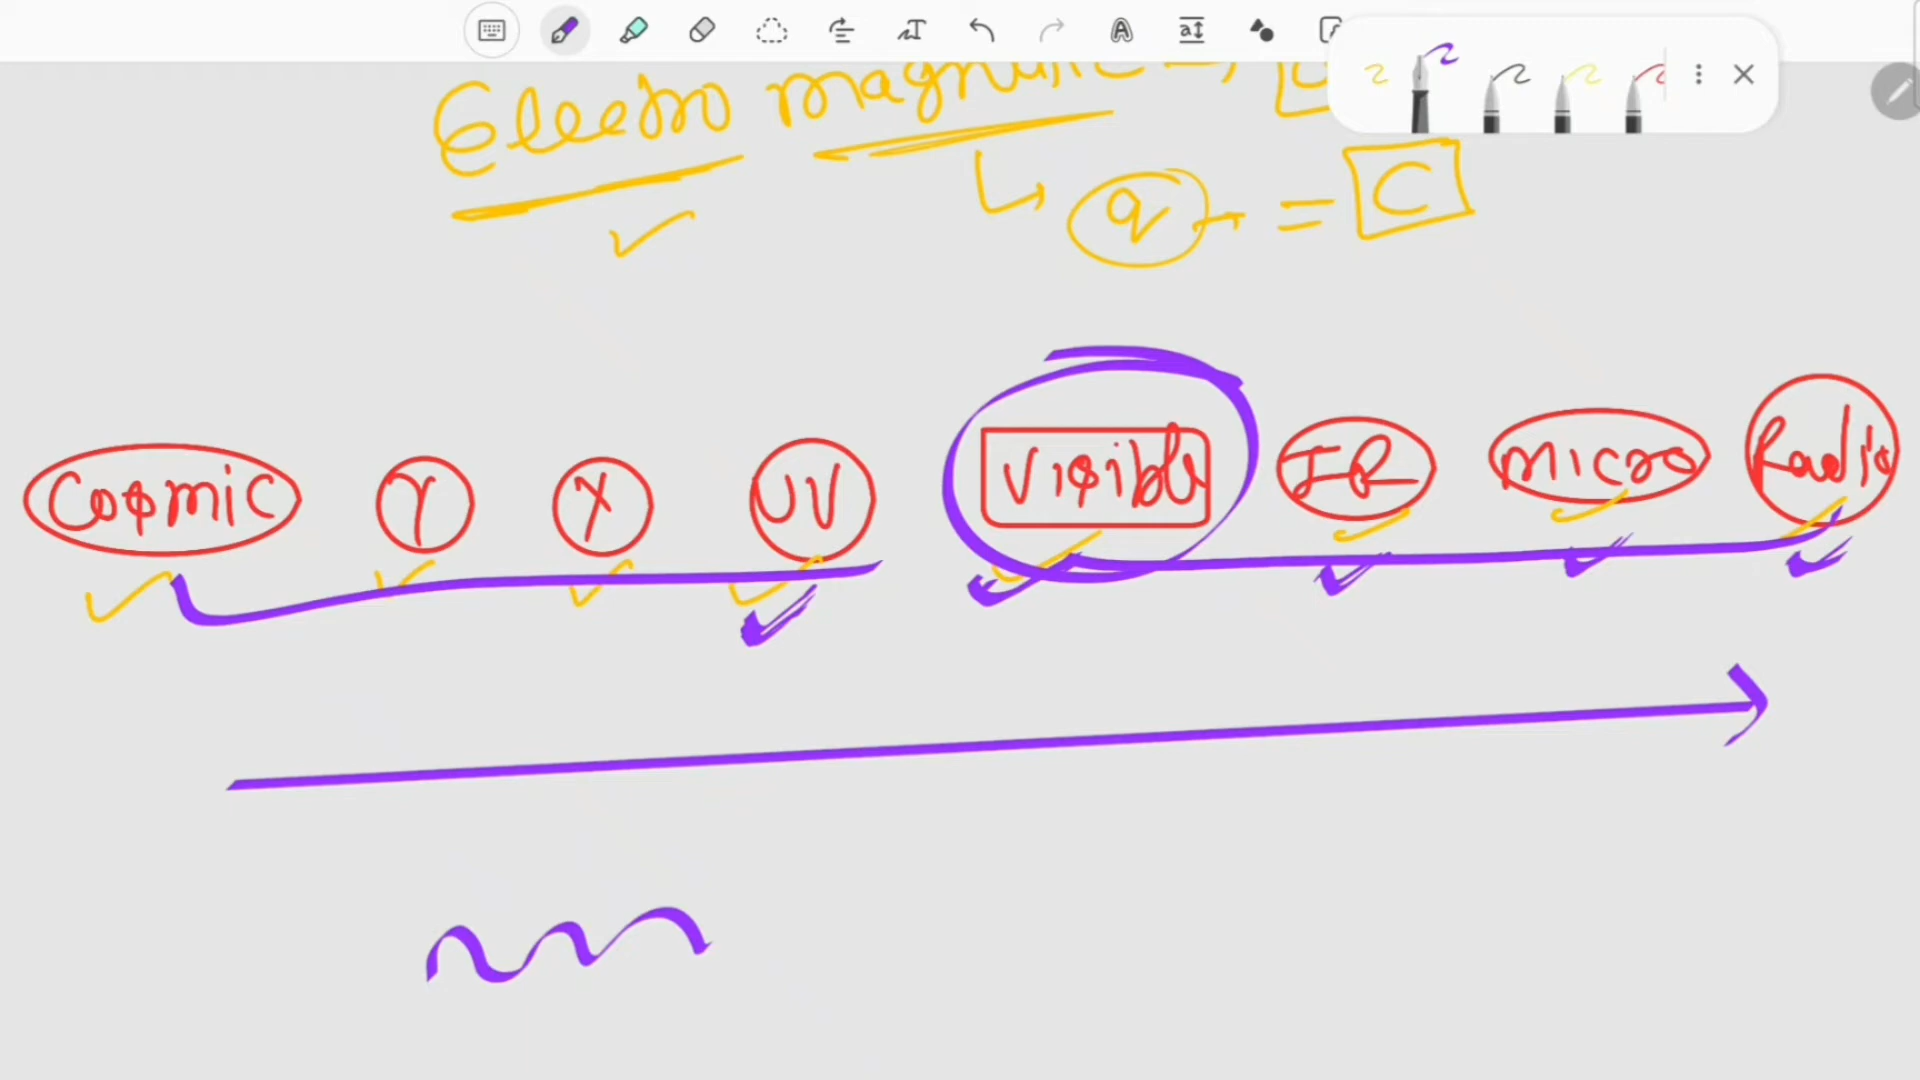 Electro magnetic
q = C
Cosmic γ X UV Visible IR Micro Radio